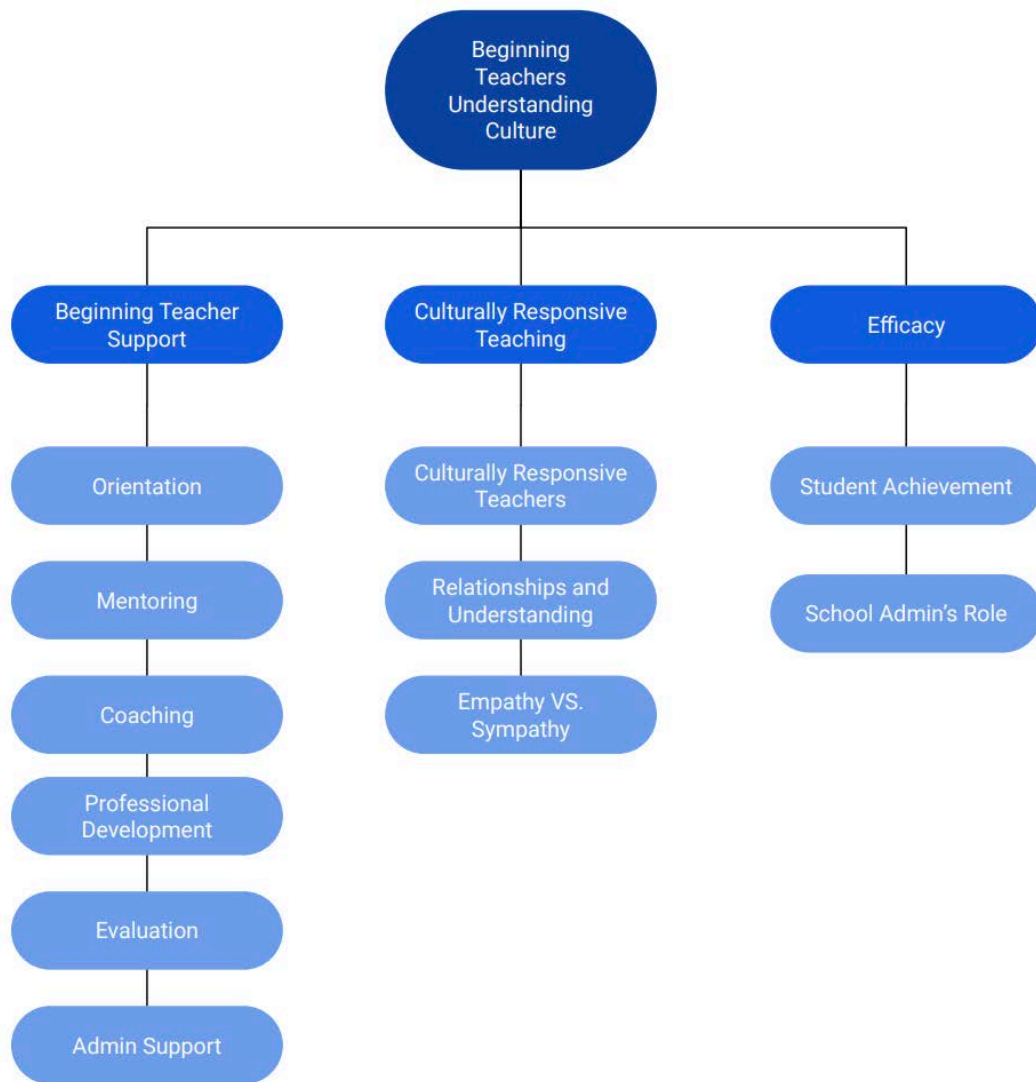 Beginning
Teachers
Understanding
Culture
Beginning Teacher
Support
Orientation
Mentoring
Coaching
Professional
Development
Evaluation
Admin Support
Culturally Responsive
Teaching
Culturally Responsive
Teachers
Relationships and
Understanding
Empathy VS.
Sympathy
Efficacy
Student Achievement
School Admin’s Role